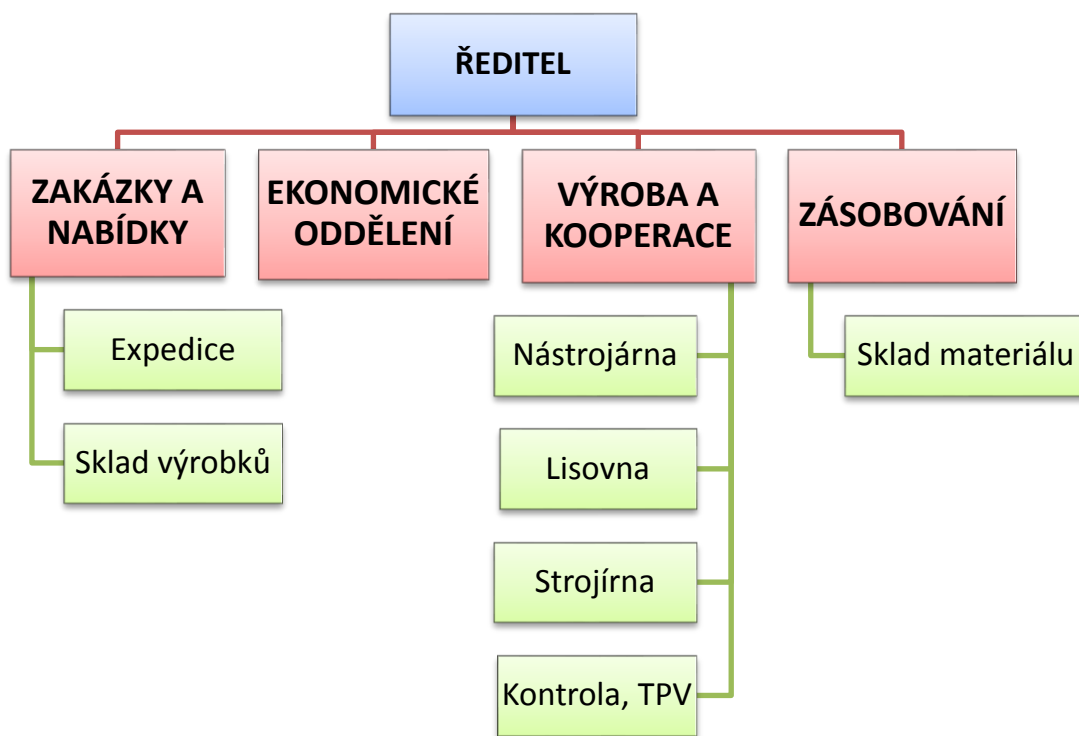 ŘEDITEL
ZAKÁZKY A
NABÍDKY
EKONOMICKÉ
ODDĚLENÍ
VÝROBA A
KOOPERACE
ZÁSOBOVÁNÍ
Expedice
Sklad výrobků
Nástrojárna
Lisovna
Strojírna
Kontrola, TPV
Sklad materiálu